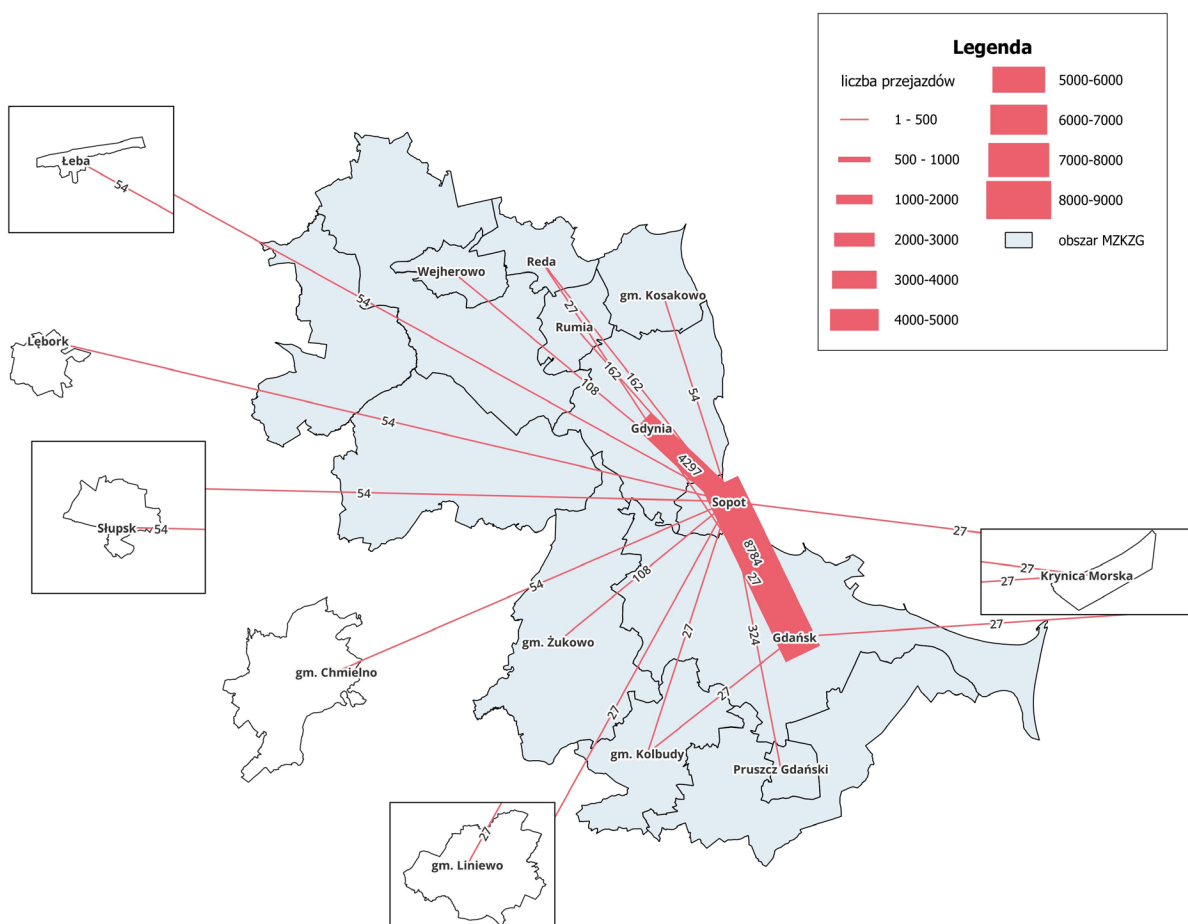 Legenda
liczba przejazdów
1 - 500
500 - 1000
1000-2000
2000-3000
3000-4000
4000-5000
5000-6000
6000-7000
7000-8000
8000-9000
obszar MZKZG
Łeba
54
Wejherowo
Reda
gm. Kosakowo
27
54
Rumia
Lębork
162
162
108
54
54
Gdynia
4297
54
Sopot
Słupsk
54
27
8784
27
108
54
27
Krynica Morska
27
27
324
27
Gdańsk
gm. Żukowo
gm. Chmielno
27
27
gm. Kolbudy
Pruszcz Gdański
27
gm. Liniewo